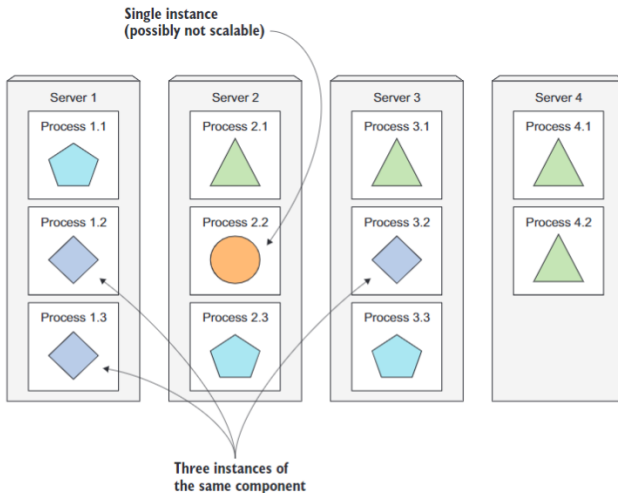 Single instance
(possibly not scalable)
Server 1
Server 2
Server 3
Server 4
Process 1.1
Process 2.1
Process 3.1
Process 4.1
Process 1.2
Process 2.2
Process 3.2
Process 4.2
Process 1.3
Process 2.3
Process 3.3
Three instances of
the same component